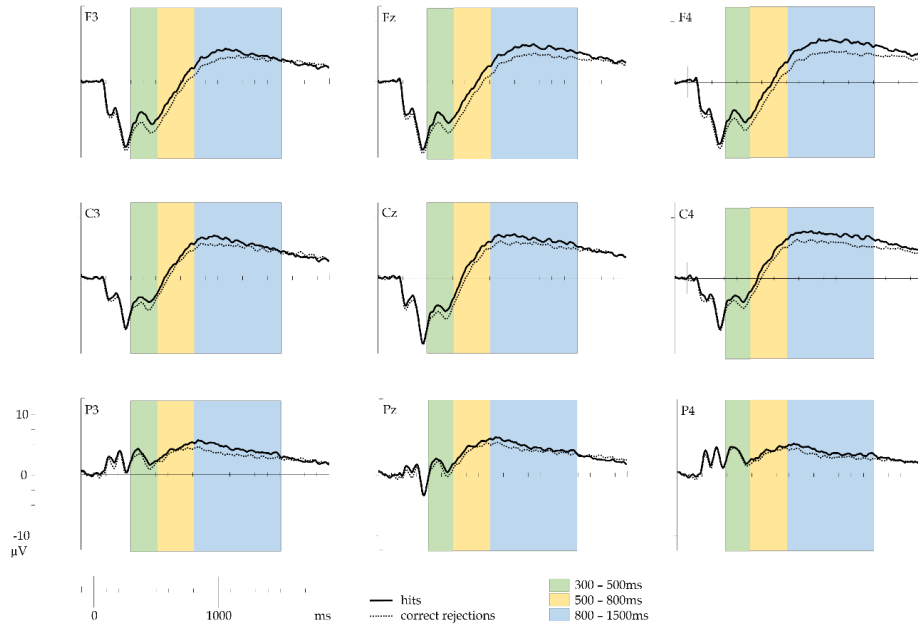 F3
Fz
F4
C3
Cz
C4
P3
Pz
P4
10
0
-10
µV
0
1000
ms
hits
correct rejections
300 – 500ms
500 – 800ms
800 – 1500ms